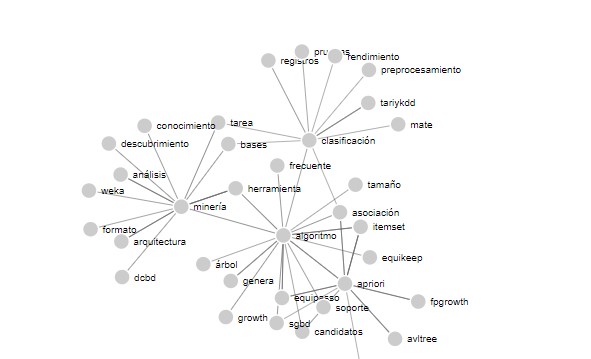 rendimiento
registros
preprocesamiento
tariykdd
conocimiento
tarea
mate
descubrimiento
bases
clasificación
frecuente
análisis
tamaño
weka
herramienta
minería
asociación
itemset
formato
algoritmo
arquitectura
equikeep
árbol
dcbd
genera
apriori
equipasso
fpgrowth
soporte
growth
sgbd
candidatos
avltree